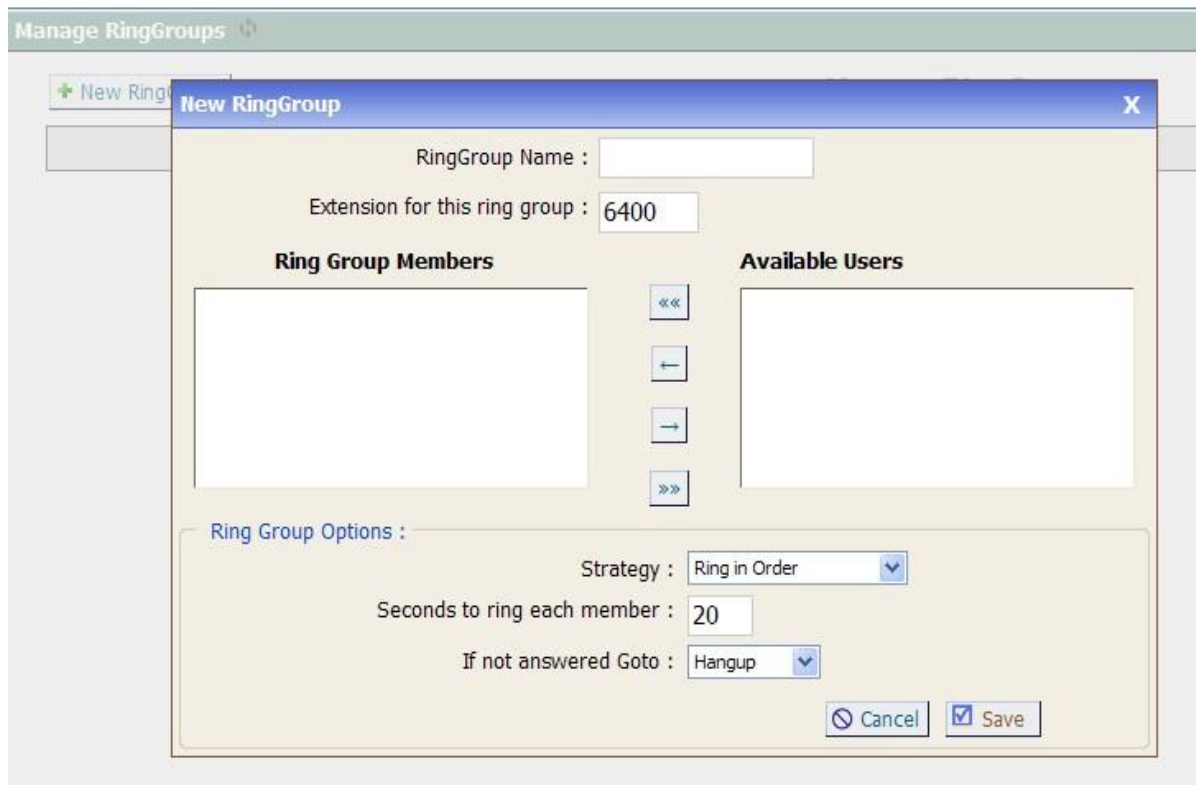 Manage RingGroups
New Ring
New RingGroup X
RingGroup Name :
Extension for this ring group : 6400
Ring Group Members Available Users
««
←
→
»»
Ring Group Options :
Strategy : Ring in Order
Seconds to ring each member : 20
If not answered Goto : Hangup
Cancel Save